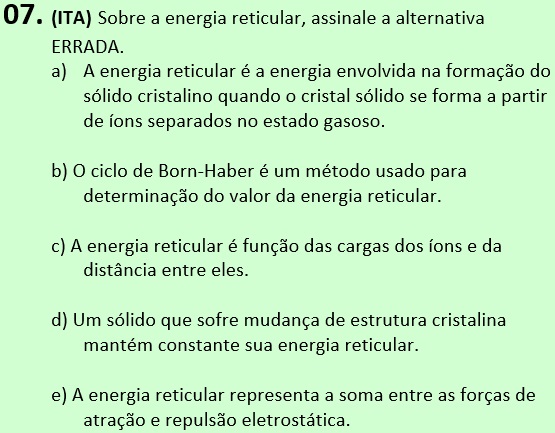 07. (ITA) Sobre a energia reticular, assinale a alternativa
ERRADA.
a) A energia reticular é a energia envolvida na formação do
sólido cristalino quando o cristal sólido se forma a partir
de íons separados no estado gasoso.
b) O ciclo de Born-Haber é um método usado para
determinação do valor da energia reticular.
c) A energia reticular é função das cargas dos íons e da
distância entre eles.
d) Um sólido que sofre mudança de estrutura cristalina
mantém constante sua energia reticular.
e) A energia reticular representa a soma entre as forças de
atração e repulsão eletrostática.